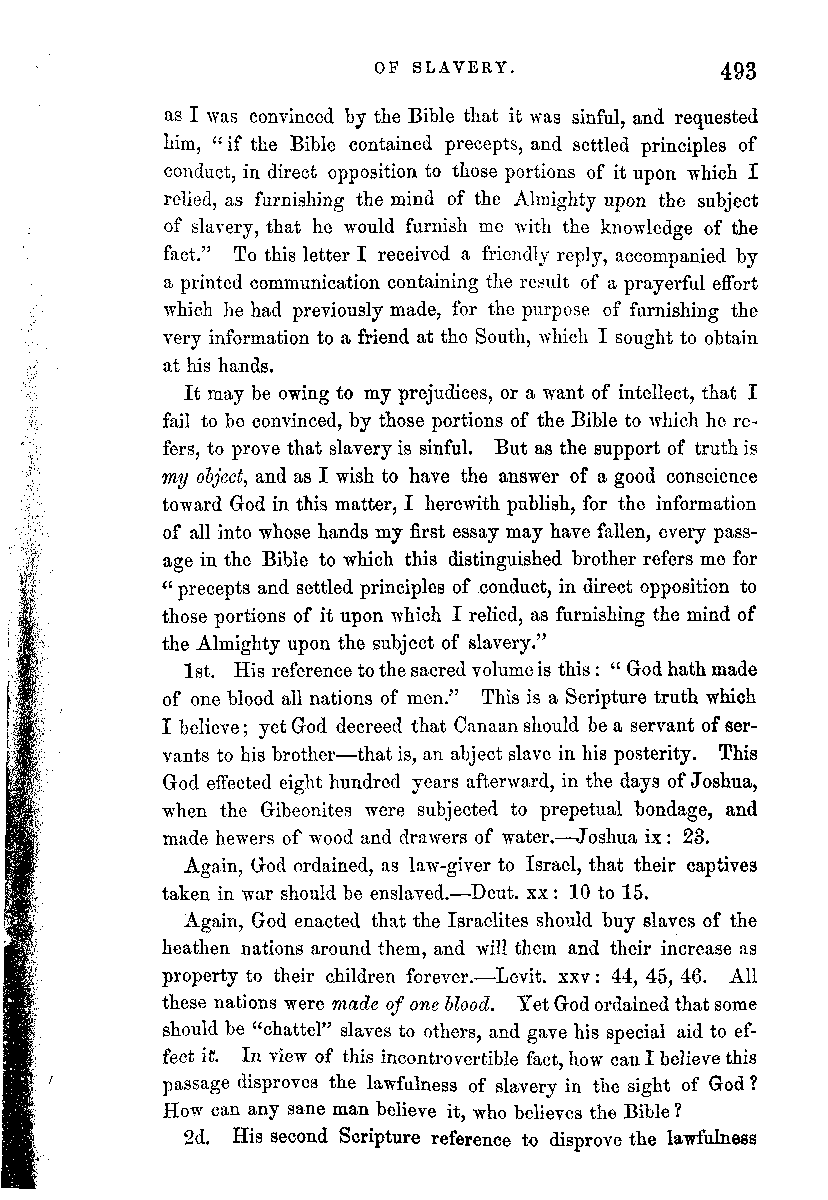 OF SLAVERY. 493
as I was convinced by the Bible that it was sinful, and requested
him, “if the Bible contained precepts, and settled principles of
conduct, in direct opposition to those portions of it upon which I
relied, as furnishing the mind of the Almighty upon the subject
of slavery, that he would furnish me with the knowledge of the
fact.” To this letter I received a friendly reply, accompanied by
a printed communication containing the result of a prayerful effort
which he had previously made, for the purpose of furnishing the
very information to a friend at the South, which I sought to obtain
at his hands.
It may be owing to my prejudices, or a want of intellect, that I
fail to be convinced, by those portions of the Bible to which he re-
fers, to prove that slavery is sinful. But as the support of truth is
my object, and as I wish to have the answer of a good conscience
toward God in this matter, I herewith publish, for the information
of all into whose hands my first essay may have fallen, every pass-
age in the Bible to which this distinguished brother refers me for
“precepts and settled principles of conduct, in direct opposition to
those portions of it upon which I relied, as furnishing the mind of
the Almighty upon the subject of slavery.”
1st. His reference to the sacred volume is this: “God hath made
of one blood all nations of men.” This is a Scripture truth which
I believe; yet God decreed that Canaan should be a servant of ser-
vants to his brother—that is, an abject slave in his posterity. This
God effected eight hundred years afterward, in the days of Joshua,
when the Gibeonites were subjected to prepetual bondage, and
made hewers of wood and drawers of water.—Joshua ix: 23.
Again, God ordained, as law-giver to Israel, that their captives
taken in war should be enslaved.—Deut. xx: 10 to 15.
Again, God enacted that the Israelites should buy slaves of the
heathen nations around them, and will them and their increase as
property to their children forever.—Levit. xxv: 44, 45, 46. All
these nations were made of one blood. Yet God ordained that some
should be “chattel” slaves to others, and gave his special aid to ef-
fect it. In view of this incontrovertible fact, how can I believe this
passage disproves the lawfulness of slavery in the sight of God?
How can any sane man believe it, who believes the Bible?
2d. His second Scripture reference to disprove the lawfulness